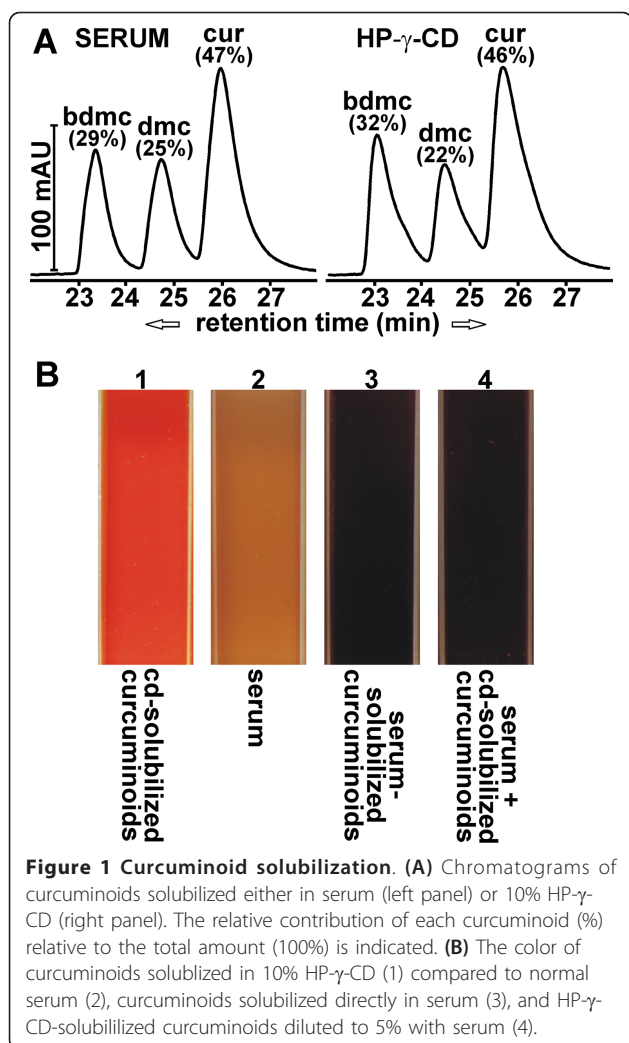 A SERUM HP-γ-CD
cur
(47%)
bdmc
(29%)
dmc
(25%)
cur
(46%)
bdmc
(32%)
dmc
(22%)
100 mAU
23 24 25 26 27 23 24 25 26 27
⇦ retention time (min) ⇨
B
1 2 3 4
cd-solubilized
curcuminoids
serum
serum-
solubilized
curcuminoids
serum +
cd-solubilized
curcuminoids
Figure 1 Curcuminoid solubilization. (A) Chromatograms of
curcuminoids solubilized either in serum (left panel) or 10% HP-γ-
CD (right panel). The relative contribution of each curcuminoid (%)
relative to the total amount (100%) is indicated. (B) The color of
curcuminoids solublized in 10% HP-γ-CD (1) compared to normal
serum (2), curcuminoids solubilized directly in serum (3), and HP-γ-
CD-solubililized curcuminoids diluted to 5% with serum (4).